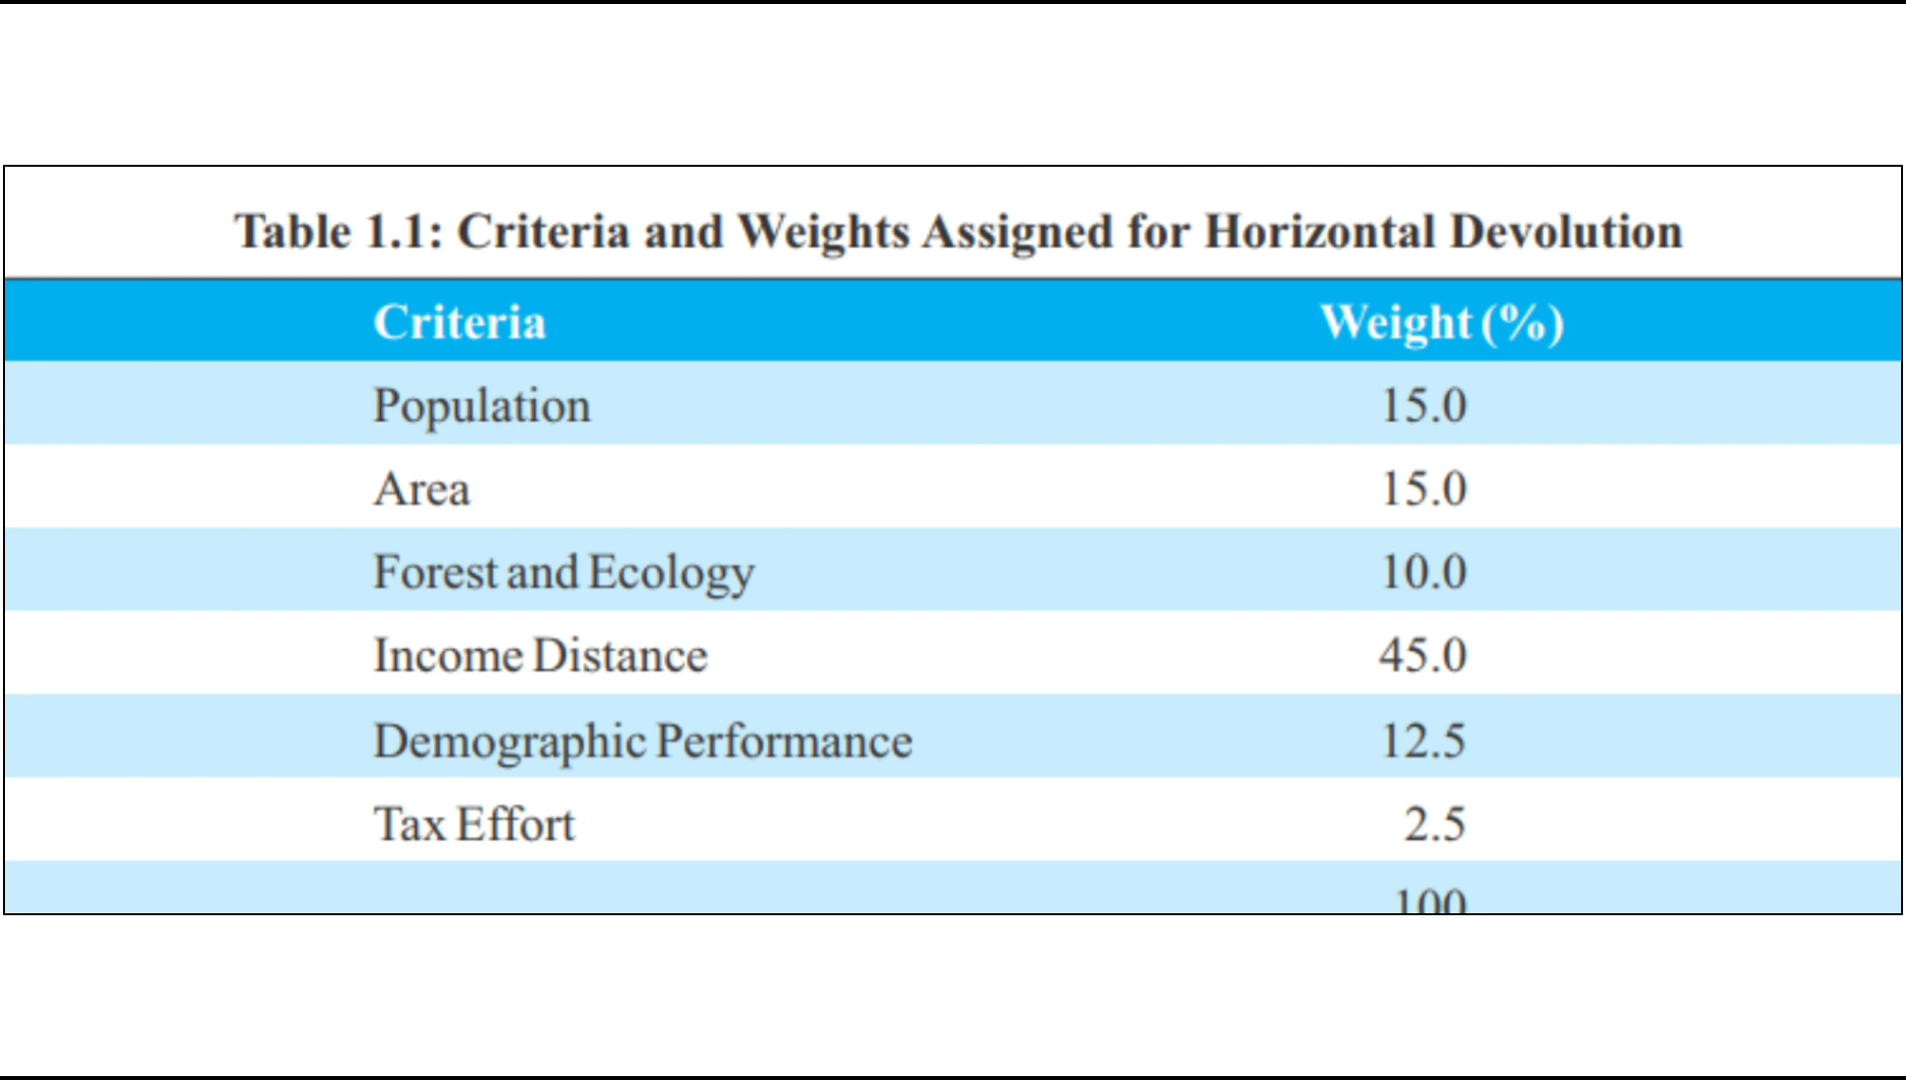 Table 1.1: Criteria and Weights Assigned for Horizontal Devolution
Criteria Weight (%)
Population 15.0
Area 15.0
Forest and Ecology 10.0
Income Distance 45.0
Demographic Performance 12.5
Tax Effort 2.5
100